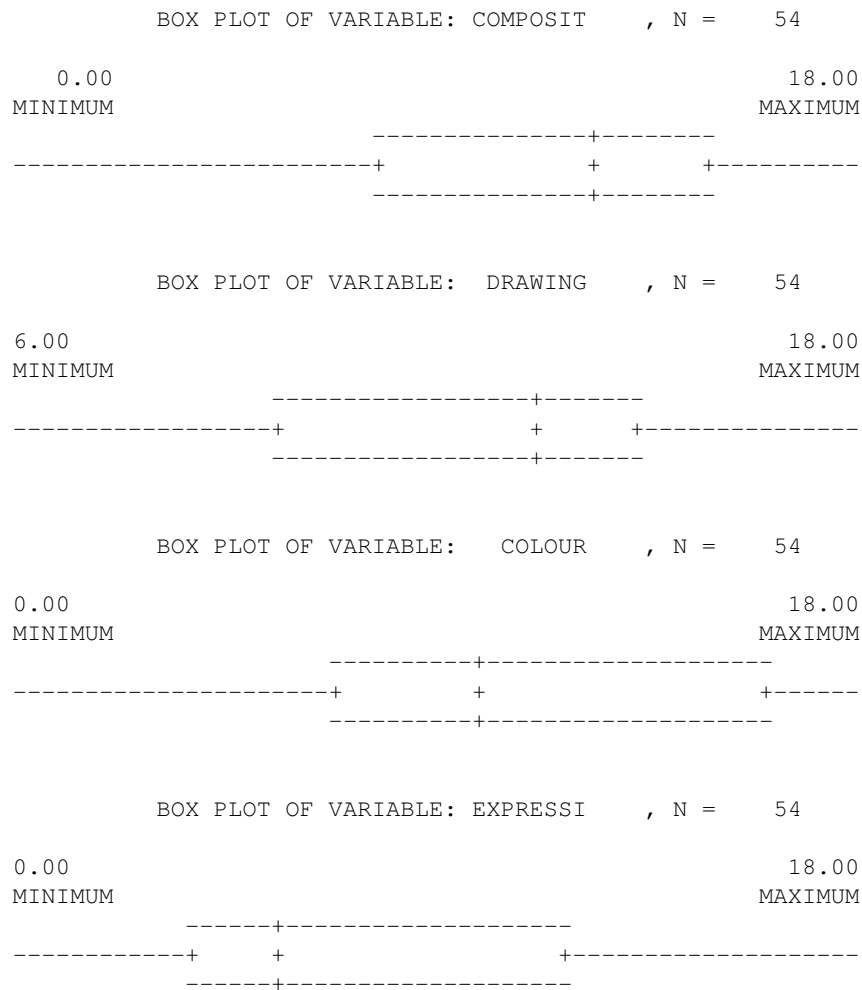 BOX PLOT OF VARIABLE: COMPOSIT , N = 54
0.00 18.00
MINIMUM MAXIMUM
BOX PLOT OF VARIABLE: DRAWING , N = 54
6.00 18.00
MINIMUM MAXIMUM
BOX PLOT OF VARIABLE: COLOUR , N = 54
0.00 18.00
MINIMUM MAXIMUM
BOX PLOT OF VARIABLE: EXPRESSI , N = 54
0.00 18.00
MINIMUM MAXIMUM